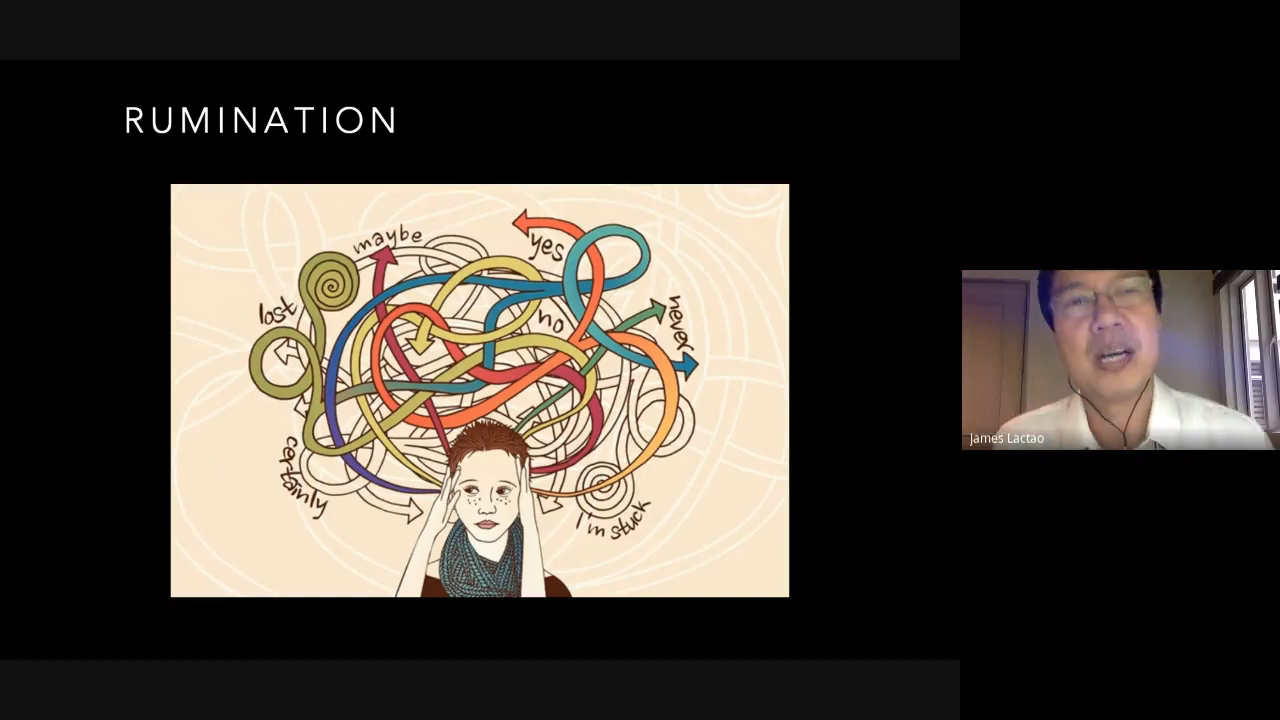 RUMINATION
maybe
yes
lost
no
never
certainly
I'm stuck
James Lactao